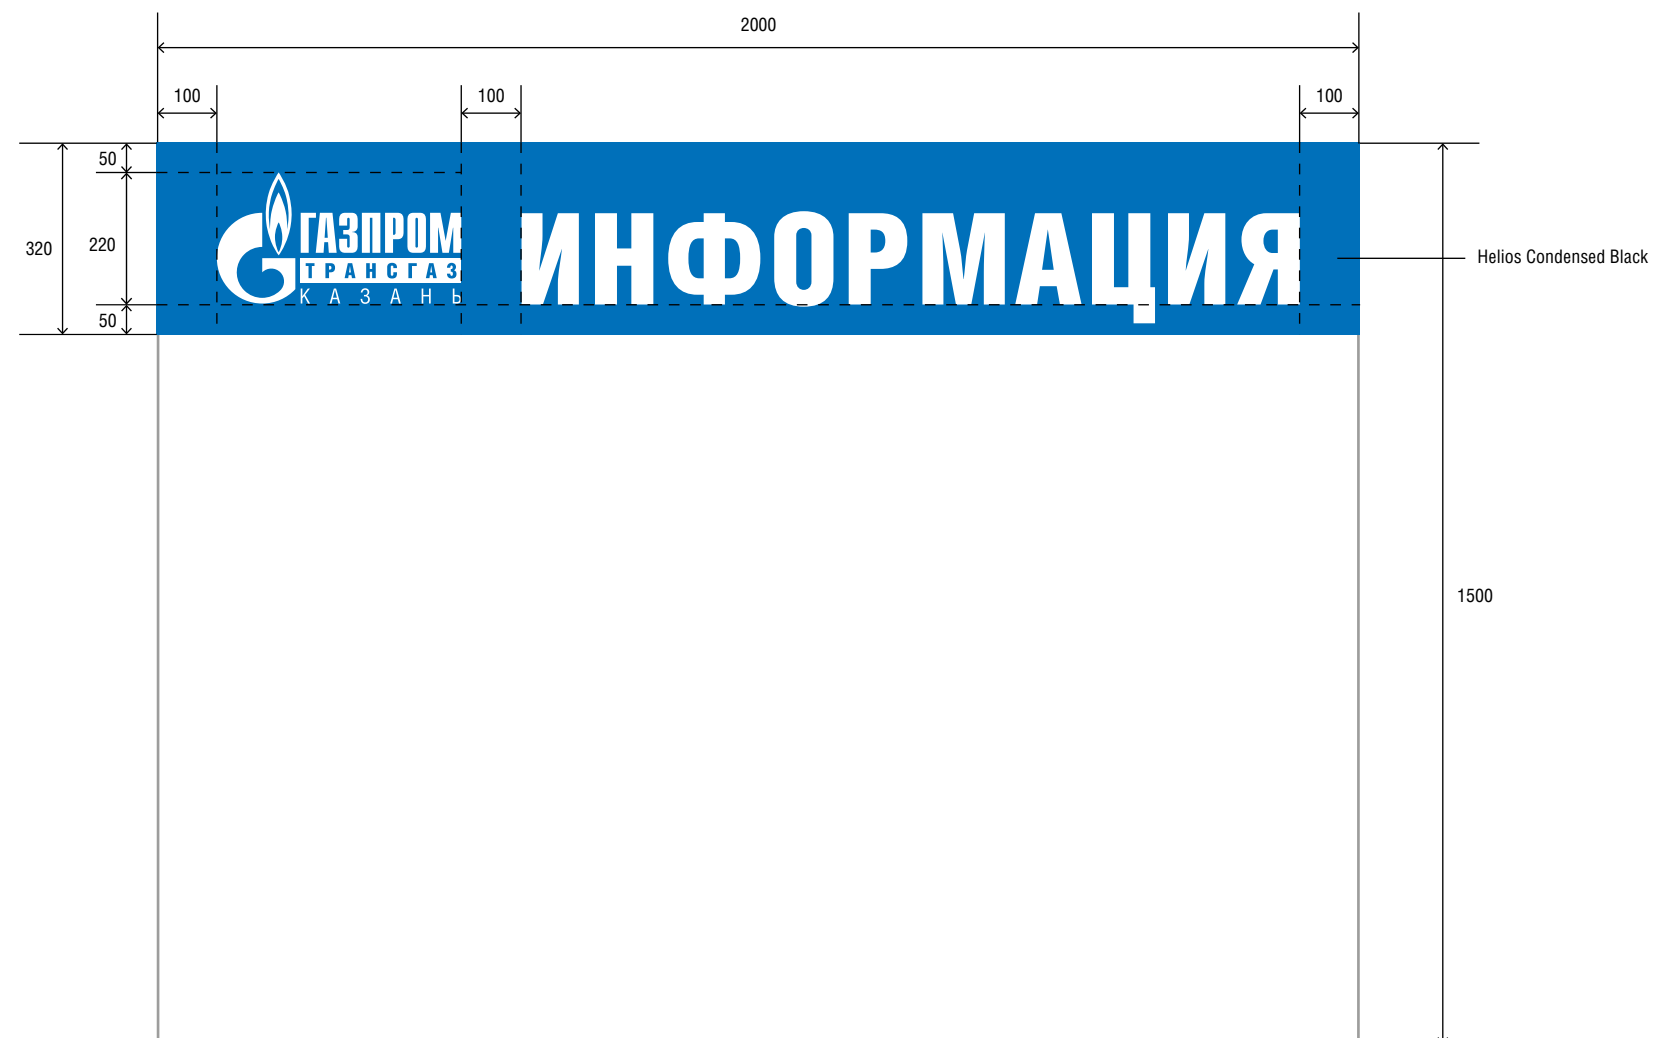 2000
100 100 100
50
320 220
50
ГАЗПРОМ
ТРАНСГАЗ
КАЗАНЬ
ИНФОРМАЦИЯ
Helios Condensed Black
1500